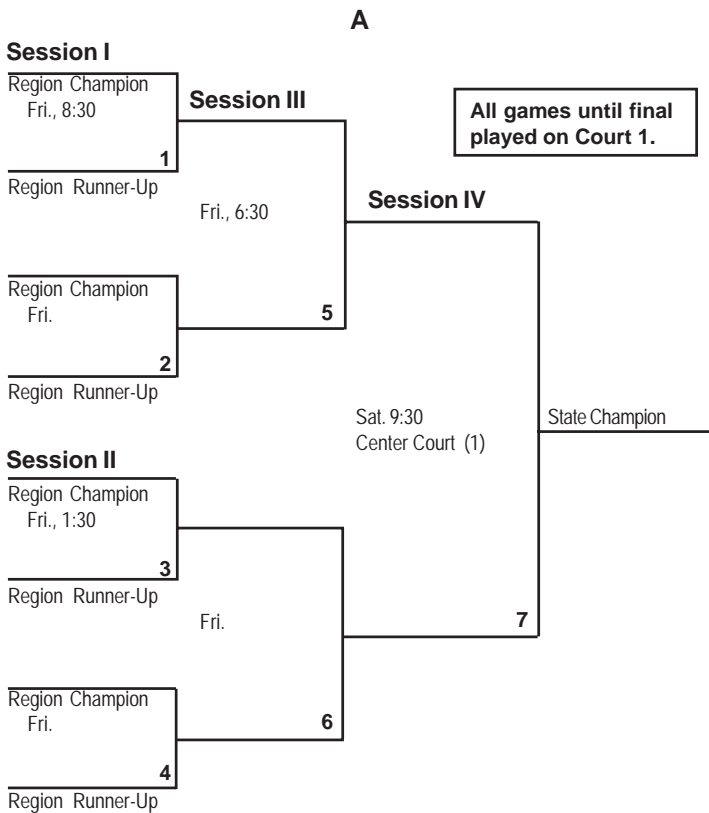 A
Session I
Region Champion
Fri., 8:30
1
Region Runner-Up
Session III
Fri., 6:30
All games until final
played on Court 1.
Session IV
Region Champion
Fri.
2
Region Runner-Up
5
Sat. 9:30
Center Court (1)
State Champion
Session II
Region Champion
Fri., 1:30
3
Region Runner-Up
Fri.
7
Region Champion
Fri.
4
Region Runner-Up
6